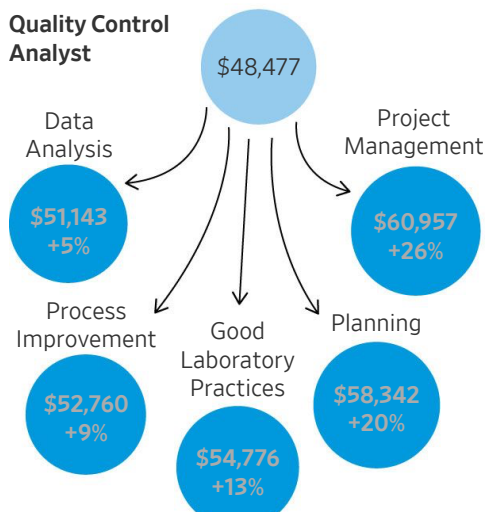 Quality Control
Analyst
$48,477
Data
Analysis
$51,143
+5%
Project
Management
$60,957
+26%
Process
Improvement
$52,760
+9%
Good
Laboratory
Practices
$54,776
+13%
Planning
$58,342
+20%